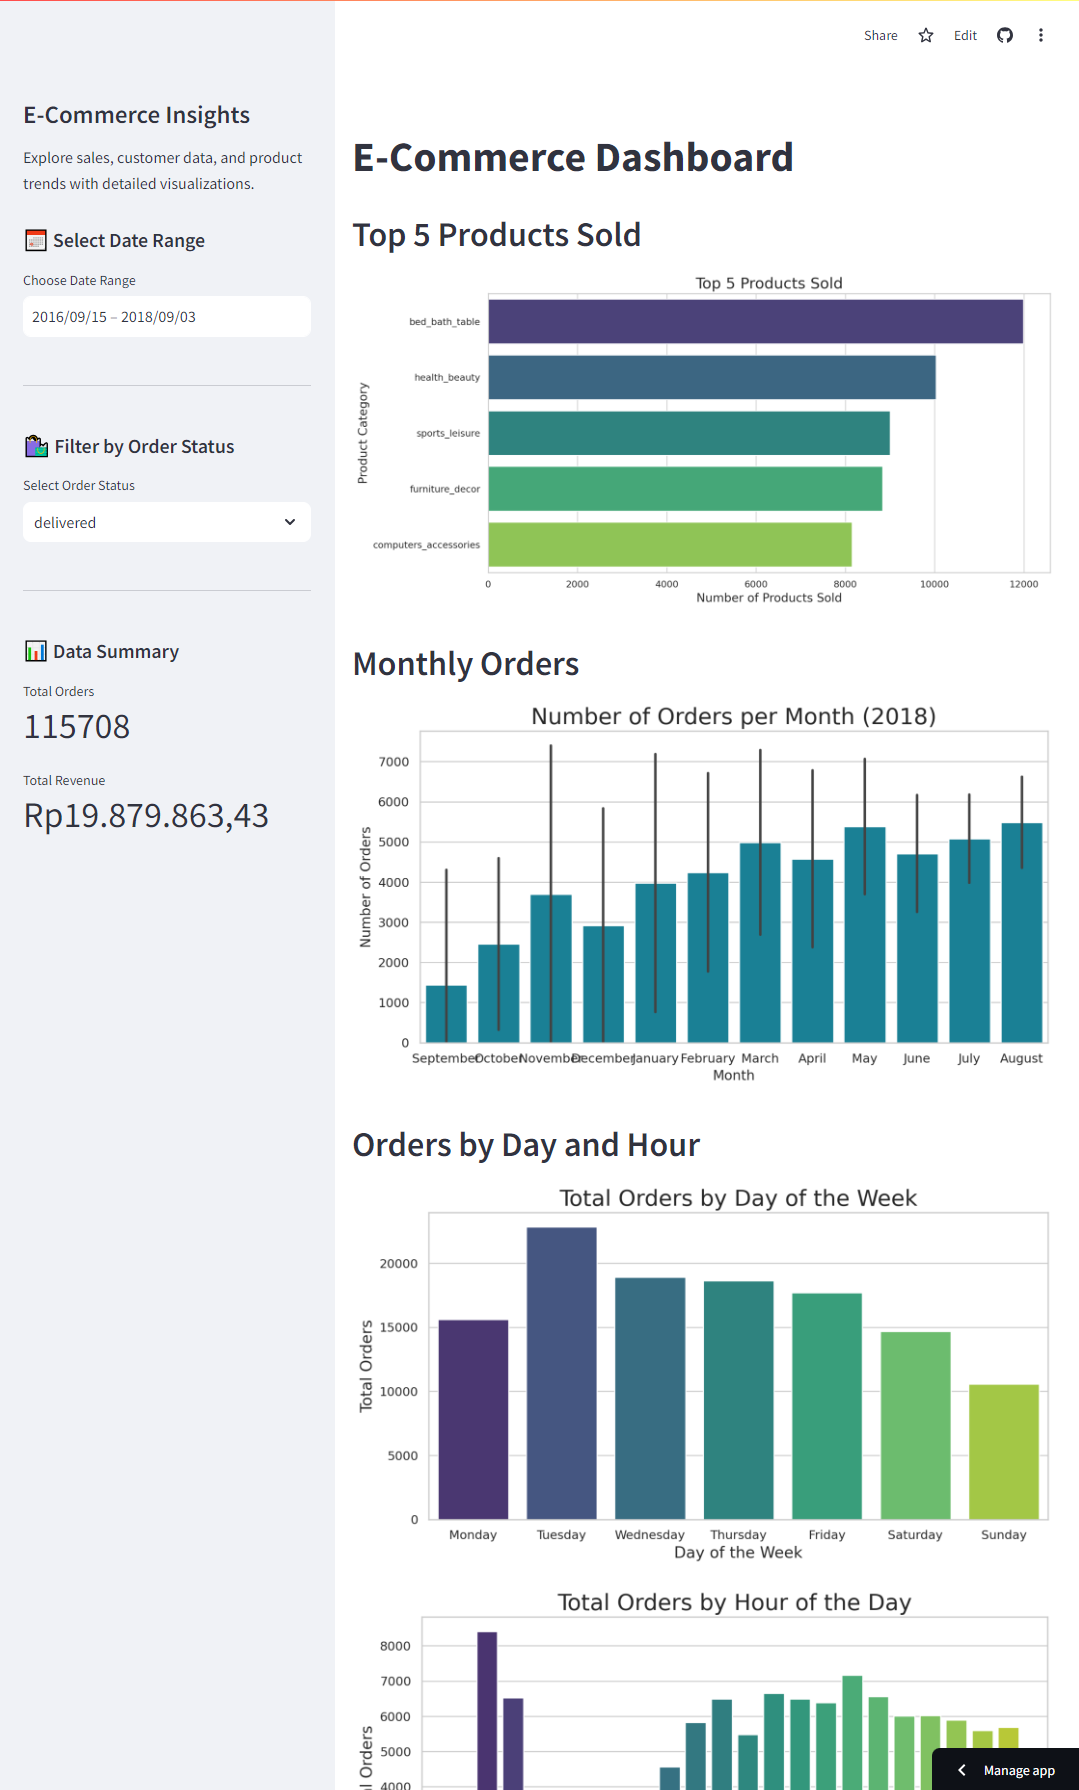 Share
Edit
E-Commerce Insights
Explore sales, customer data, and product
trends with detailed visualizations.
Select Date Range
Choose Date Range
2016/09/15 – 2018/09/03
Filter by Order Status
Select Order Status
delivered
Data Summary
Total Orders
115708
Total Revenue
Rp19.879.863,43
E-Commerce Dashboard
Top 5 Products Sold
Top 5 Products Sold
Product Category
bed_bath_table
health_beauty
sports_leisure
furniture_decor
computers_accessories
0 2000 4000 6000 8000 10000 12000
Number of Products Sold
Monthly Orders
Number of Orders per Month (2018)
Number of Orders
7000
6000
5000
4000
3000
2000
1000
0
September October November December January February March April May June July August
Month
Orders by Day and Hour
Total Orders by Day of the Week
Total Orders
20000
15000
10000
5000
0
Monday Tuesday Wednesday Thursday Friday Saturday Sunday
Day of the Week
Total Orders by Hour of the Day
8000
7000
6000
5000
4000
Orders
Manage app